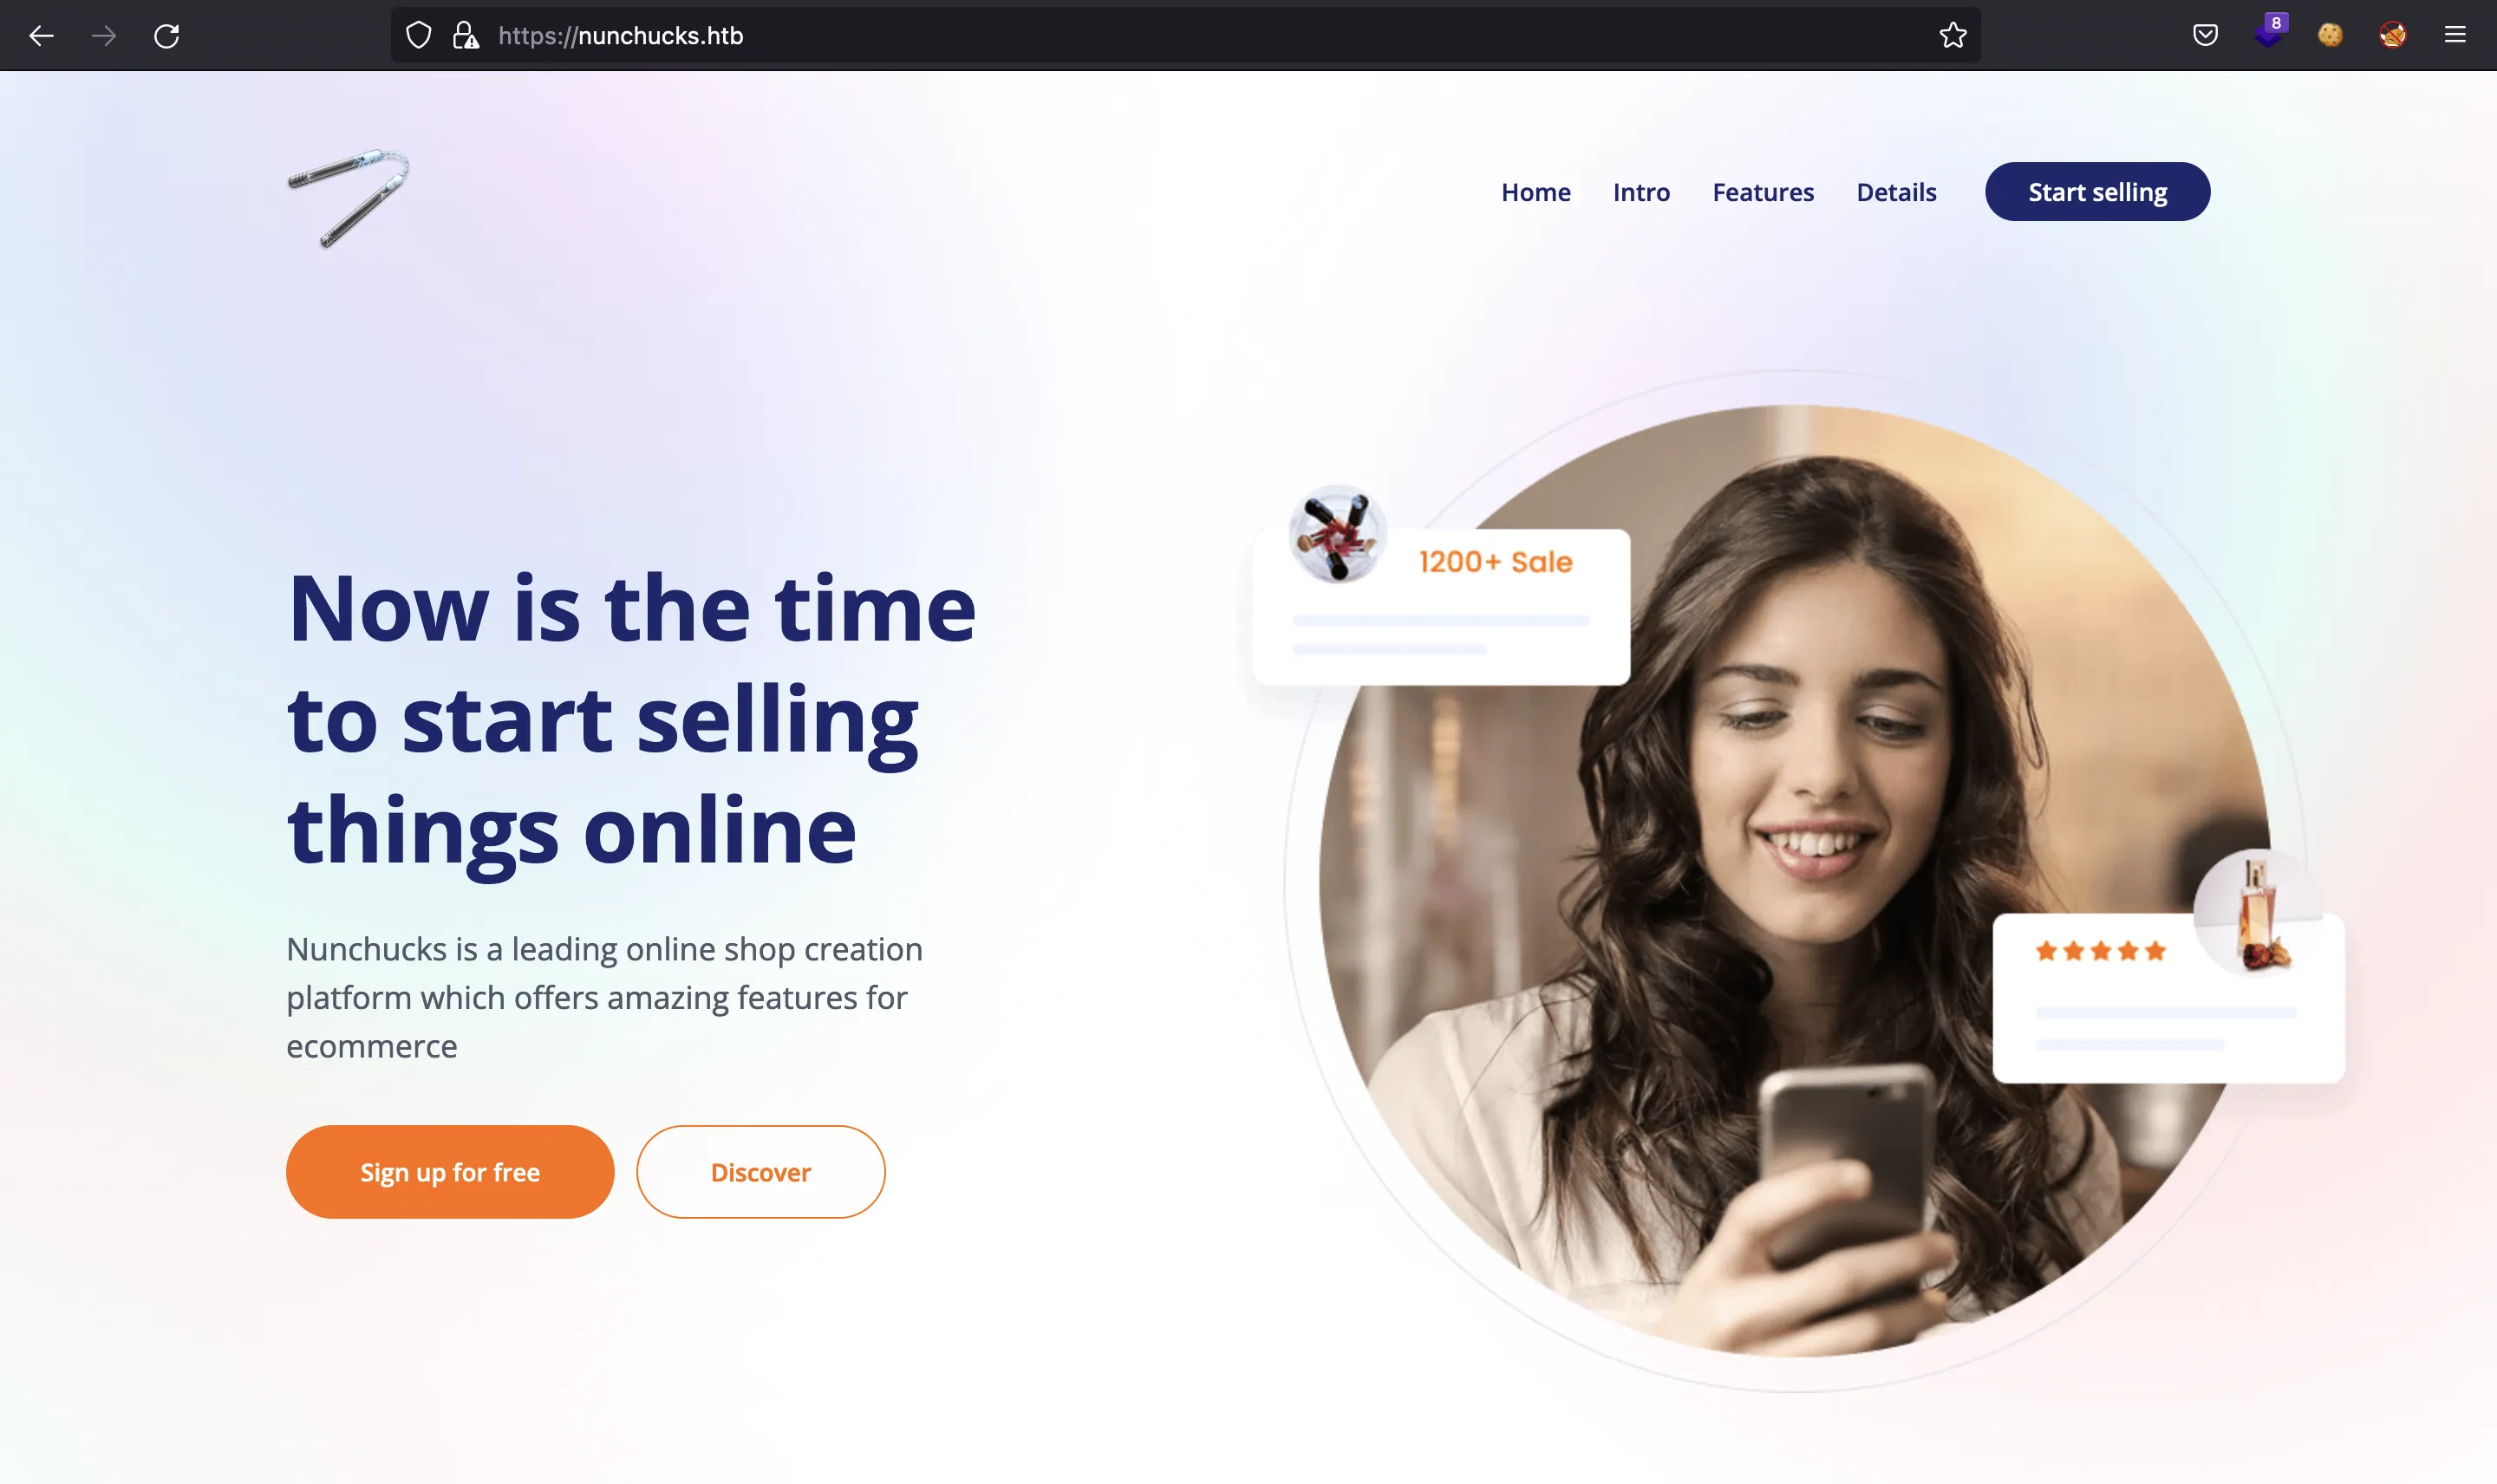 https://nunchucks.htb
8
Home Intro Features Details Start selling
1200+ Sale
Now is the time
to start selling
things online
Nunchucks is a leading online shop creation
platform which offers amazing features for
ecommerce
Sign up for free Discover